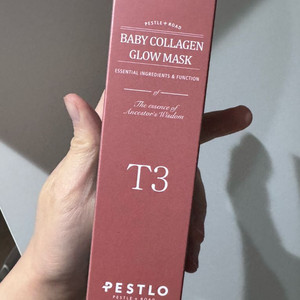 PESTLE + ROAD
BABY COLLAGEN
GLOW MASK
ESSENTIAL INGREDIENTS & FUNCTION
of
The essence of
Ancestor's Wisdom
T3
PESTLO
PESTLE + ROAD